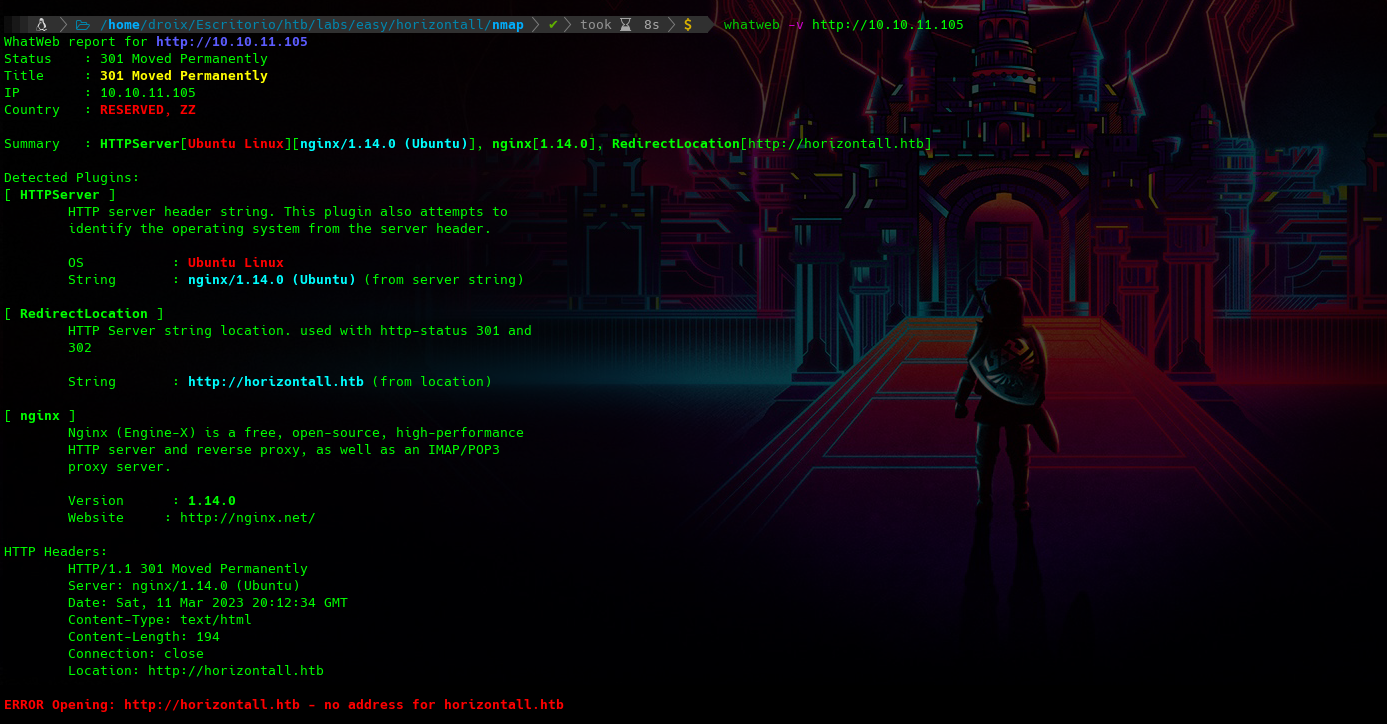 /home/droix/Escritorio/htb/labs/easy/horizontall/nmap ✔ took ⌛ 8s $ whatweb -v http://10.10.11.105
WhatWeb report for http://10.10.11.105
Status    : 301 Moved Permanently
Title     : 301 Moved Permanently
IP        : 10.10.11.105
Country   : RESERVED, ZZ
Summary   : HTTPServer[Ubuntu Linux][nginx/1.14.0 (Ubuntu)], nginx[1.14.0], RedirectLocation[http://horizontall.htb]
Detected Plugins:
[ HTTPServer ]
HTTP server header string. This plugin also attempts to
identify the operating system from the server header.
OS           : Ubuntu Linux
String       : nginx/1.14.0 (Ubuntu) (from server string)
[ RedirectLocation ]
HTTP Server string location. used with http-status 301 and
302
String       : http://horizontall.htb (from location)
[ nginx ]
Nginx (Engine-X) is a free, open-source, high-performance
HTTP server and reverse proxy, as well as an IMAP/POP3
proxy server.
Version      : 1.14.0
Website     : http://nginx.net/
HTTP Headers:
HTTP/1.1 301 Moved Permanently
Server: nginx/1.14.0 (Ubuntu)
Date: Sat, 11 Mar 2023 20:12:34 GMT
Content-Type: text/html
Content-Length: 194
Connection: close
Location: http://horizontall.htb
ERROR Opening: http://horizontall.htb - no address for horizontall.htb